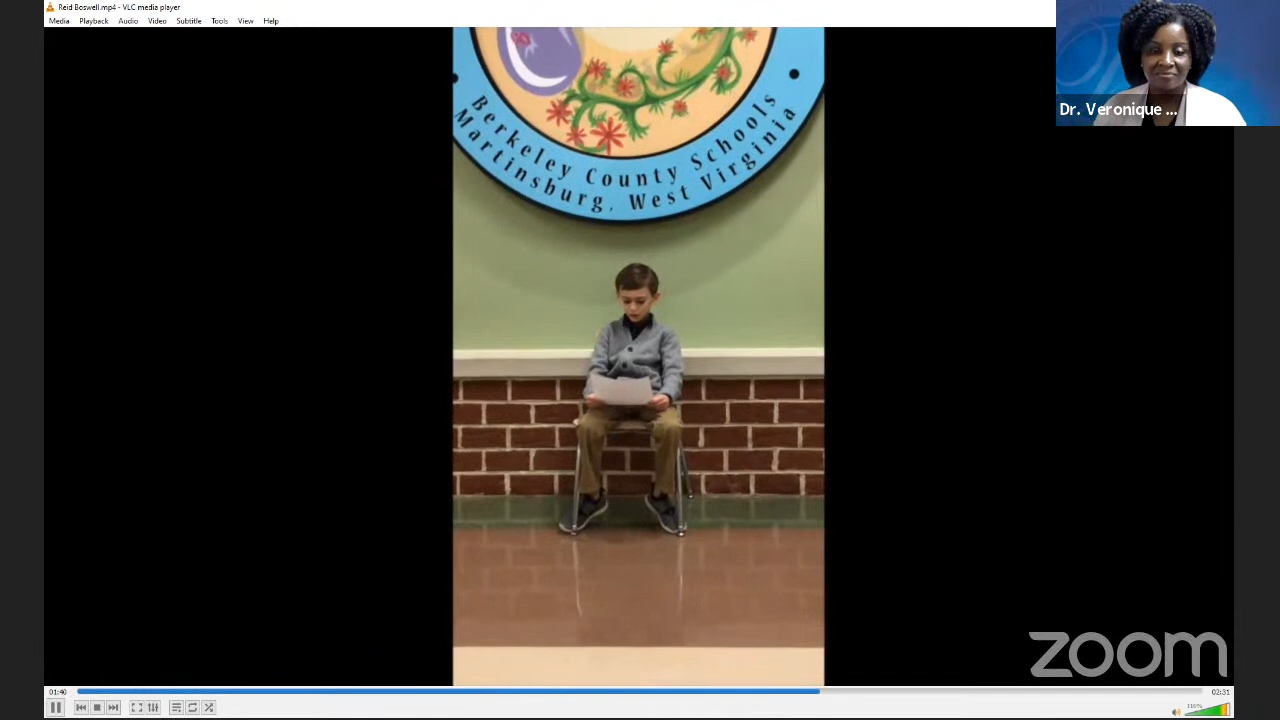 Reid Boswell.mp4 - VLC media player
Media Playback Audio Video Subtitle Tools View Help
Dr. Veronique ...
Berkeley County Schools
Martinsburg, West Virginia
zoom
01:40
02:31
110%